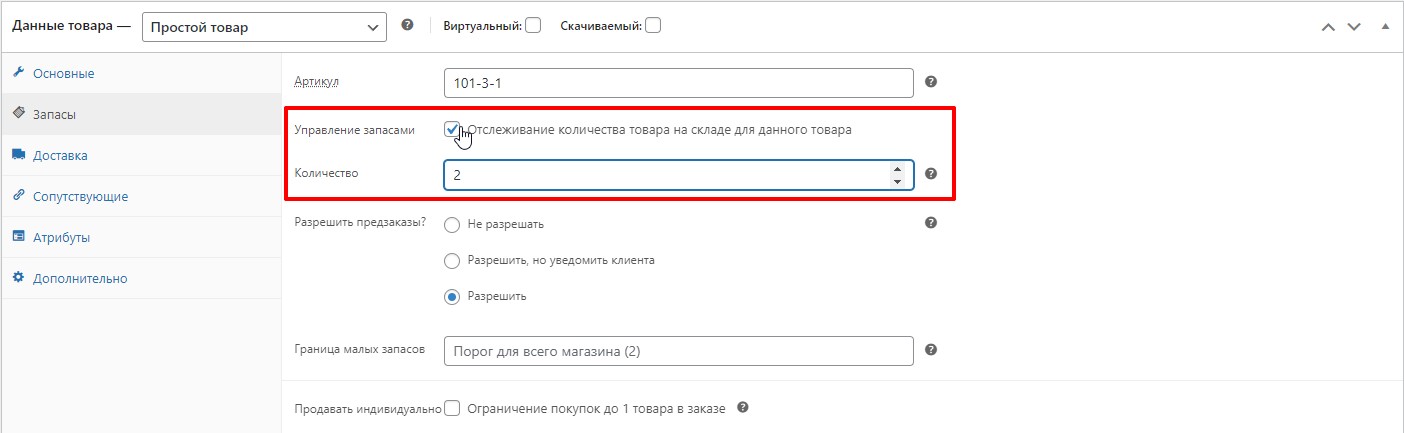 Данные товара — Простой товар Виртуальный: Скачиваемый:
Основные
Запасы
Доставка
Сопутствующие
Атрибуты
Дополнительно
Артикул 101-3-1
Управление запасами Отслеживание количества товара на складе для данного товара
Количество 2
Разрешить предзаказы? Не разрешать
Разрешить, но уведомить клиента
Разрешить
Граница малых запасов Порог для всего магазина (2)
Продавать индивидуально Ограничение покупок до 1 товара в заказе